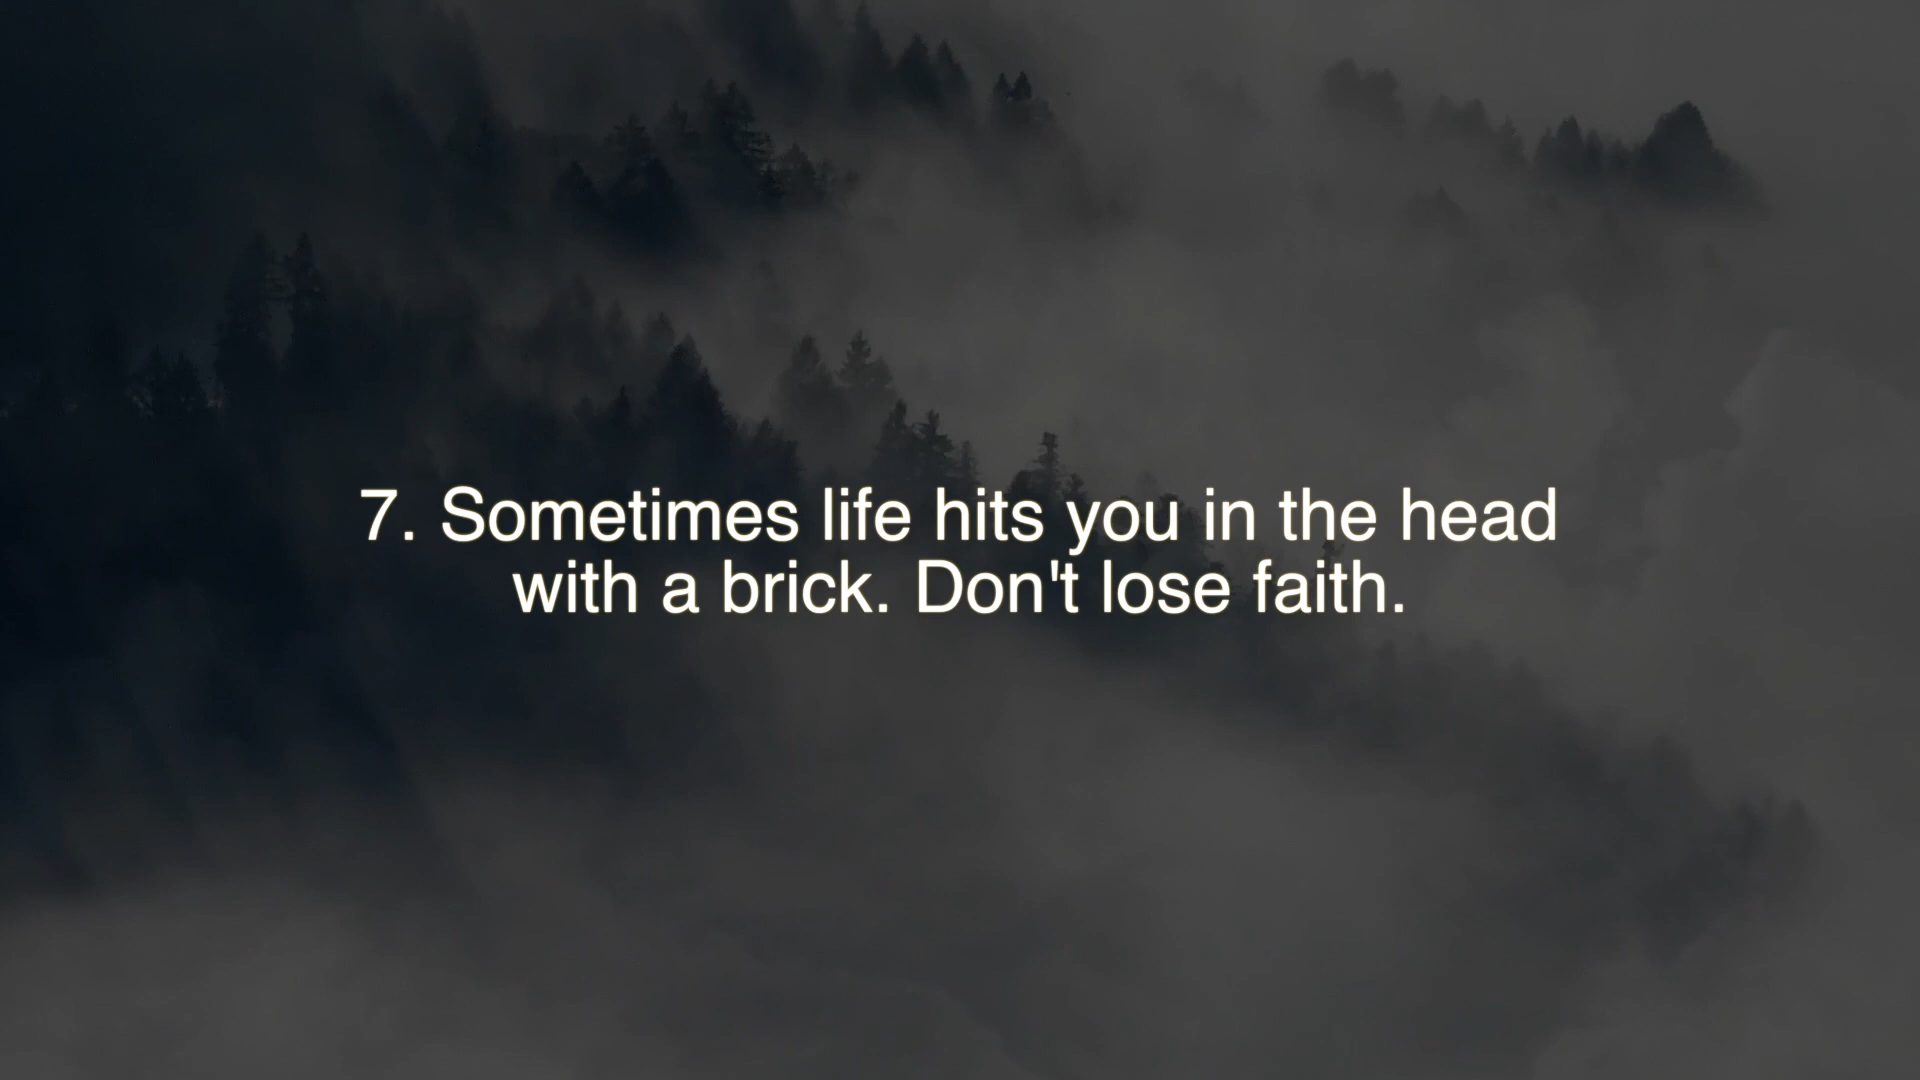 7. Sometimes life hits you in the head
with a brick. Don't lose faith.